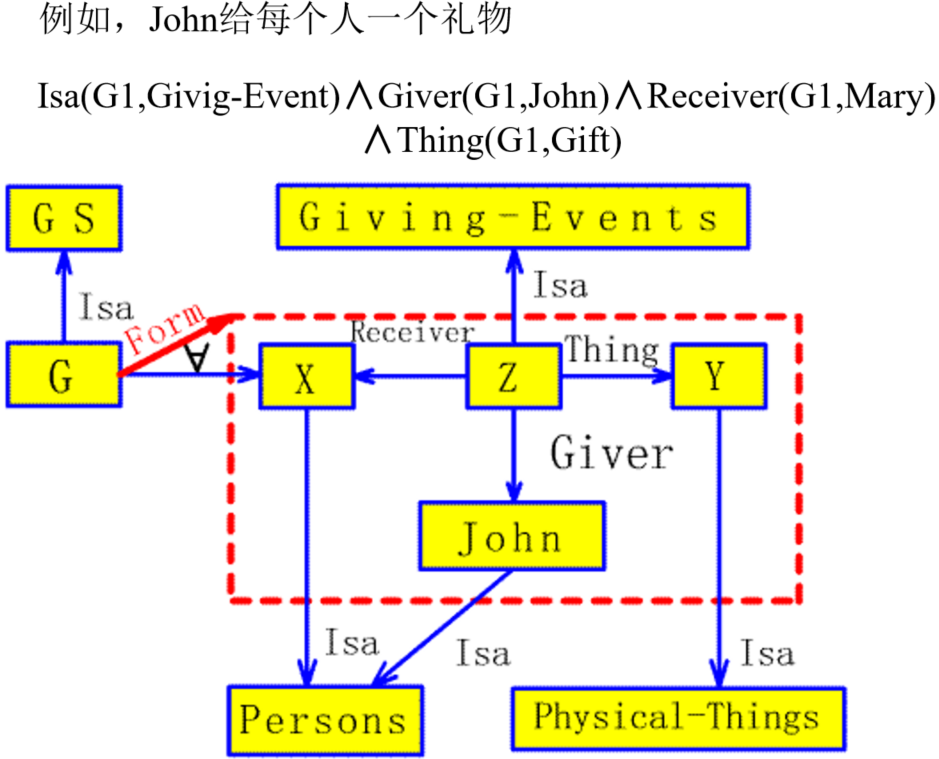 例如，John给每个人一个礼物
Isa(G1,Givig-Event)∧Giver(G1,John)∧Receiver(G1,Mary)
∧Thing(G1,Gift)
GS
Giving-Events
Isa
Isa
Form
Receiver
∀
Thing
G
X
Z
Y
Giver
John
Isa
Isa
Isa
Persons
Physical-Things